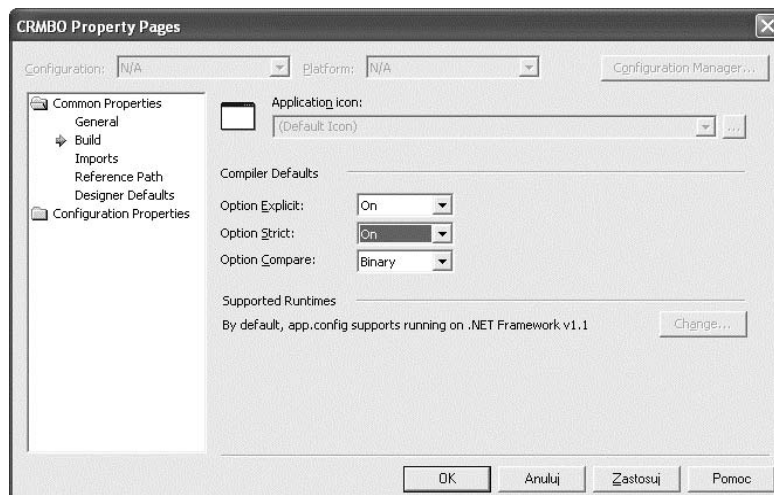 CRMBO Property Pages
Configuration: N/A Platform: N/A Configuration Manager...
Common Properties
General
Build
Imports
Reference Path
Designer Defaults
Configuration Properties
Application icon:
(Default Icon) ...
Compiler Defaults
Option Explicit: On
Option Strict: On
Option Compare: Binary
Supported Runtimes
By default, app.config supports running on .NET Framework v1.1 Change...
OK Anuluj Zastosuj Pomoc